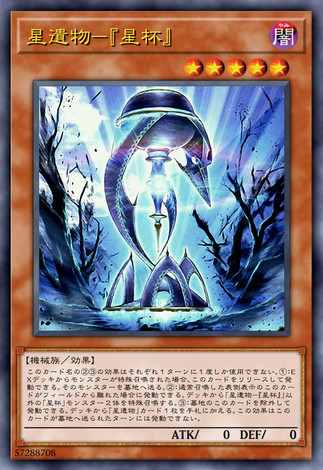 星遺物－『星杯』
闇
やみ
【機械族／効果】
このカード名の②③の効果はそれぞれ１ターンに１度しか使用できない。①：E
Xデッキからモンスターが特殊召喚された場合、このカードをリリースして発
動できる。そのモンスターを墓地へ送る。②：通常召喚した表側表示のこのカー
ドがフィールドから離れた場合に発動できる。デッキから「星遺物－『星杯』」以
外の「星杯」モンスター２体を特殊召喚する。③：墓地のこのカードを除外して発
動できる。デッキから「星遺物」カード１枚を手札に加える。この効果はこのカー
ドが墓地へ送られたターンには発動できない。
ATK/ 0 DEF/ 0
57288708